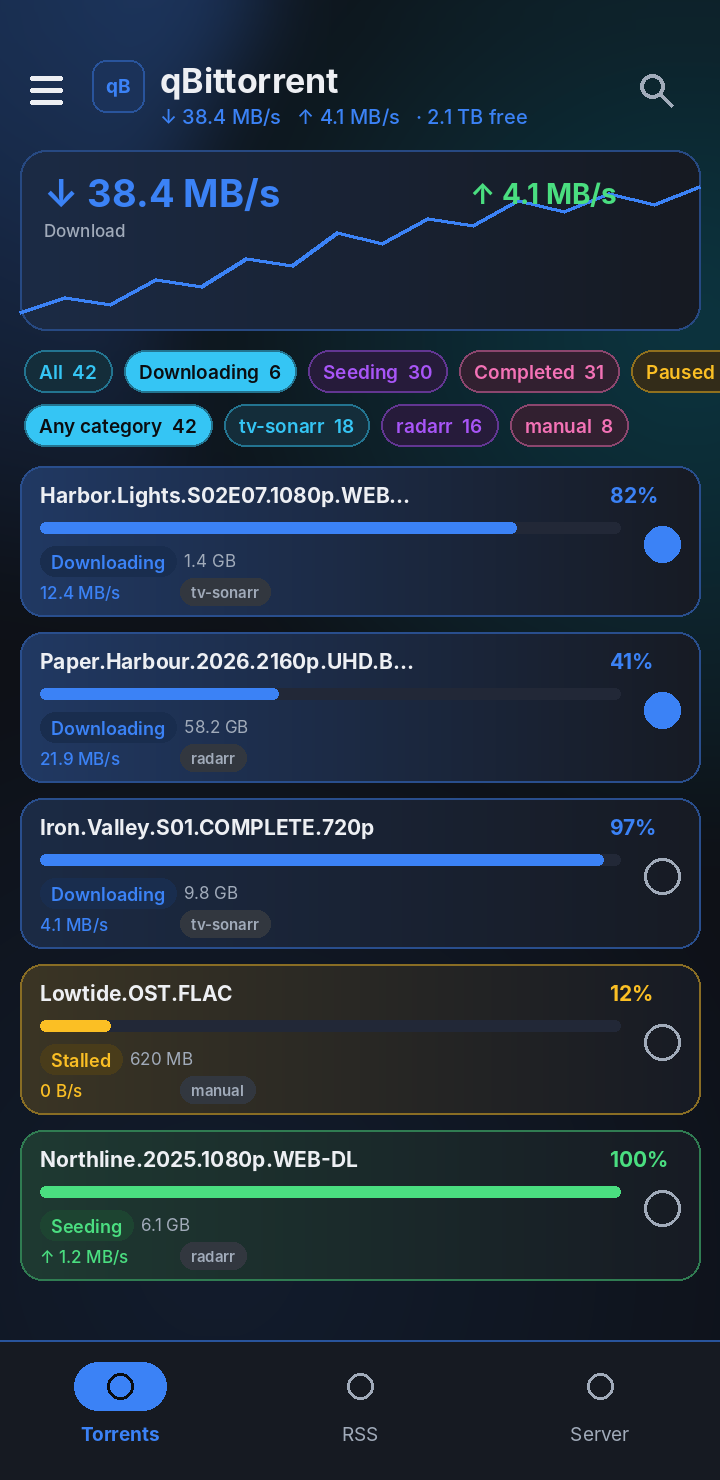 qB
qBittorrent
↓ 38.4 MB/s ↑ 4.1 MB/s · 2.1 TB free
↓ 38.4 MB/s ↑ 4.1 MB/s
Download
All 42 Downloading 6 Seeding 30 Completed 31 Paused
Any category 42 tv-sonarr 18 radarr 16 manual 8
Harbor.Lights.S02E07.1080p.WEB... 82%
Downloading 1.4 GB
12.4 MB/s tv-sonarr
Paper.Harbour.2026.2160p.UHD.B... 41%
Downloading 58.2 GB
21.9 MB/s radarr
Iron.Valley.S01.COMPLETE.720p 97%
Downloading 9.8 GB
4.1 MB/s tv-sonarr
Lowtide.OST.FLAC 12%
Stalled 620 MB
0 B/s manual
Northline.2025.1080p.WEB-DL 100%
Seeding 6.1 GB
↑ 1.2 MB/s radarr
Torrents RSS Server